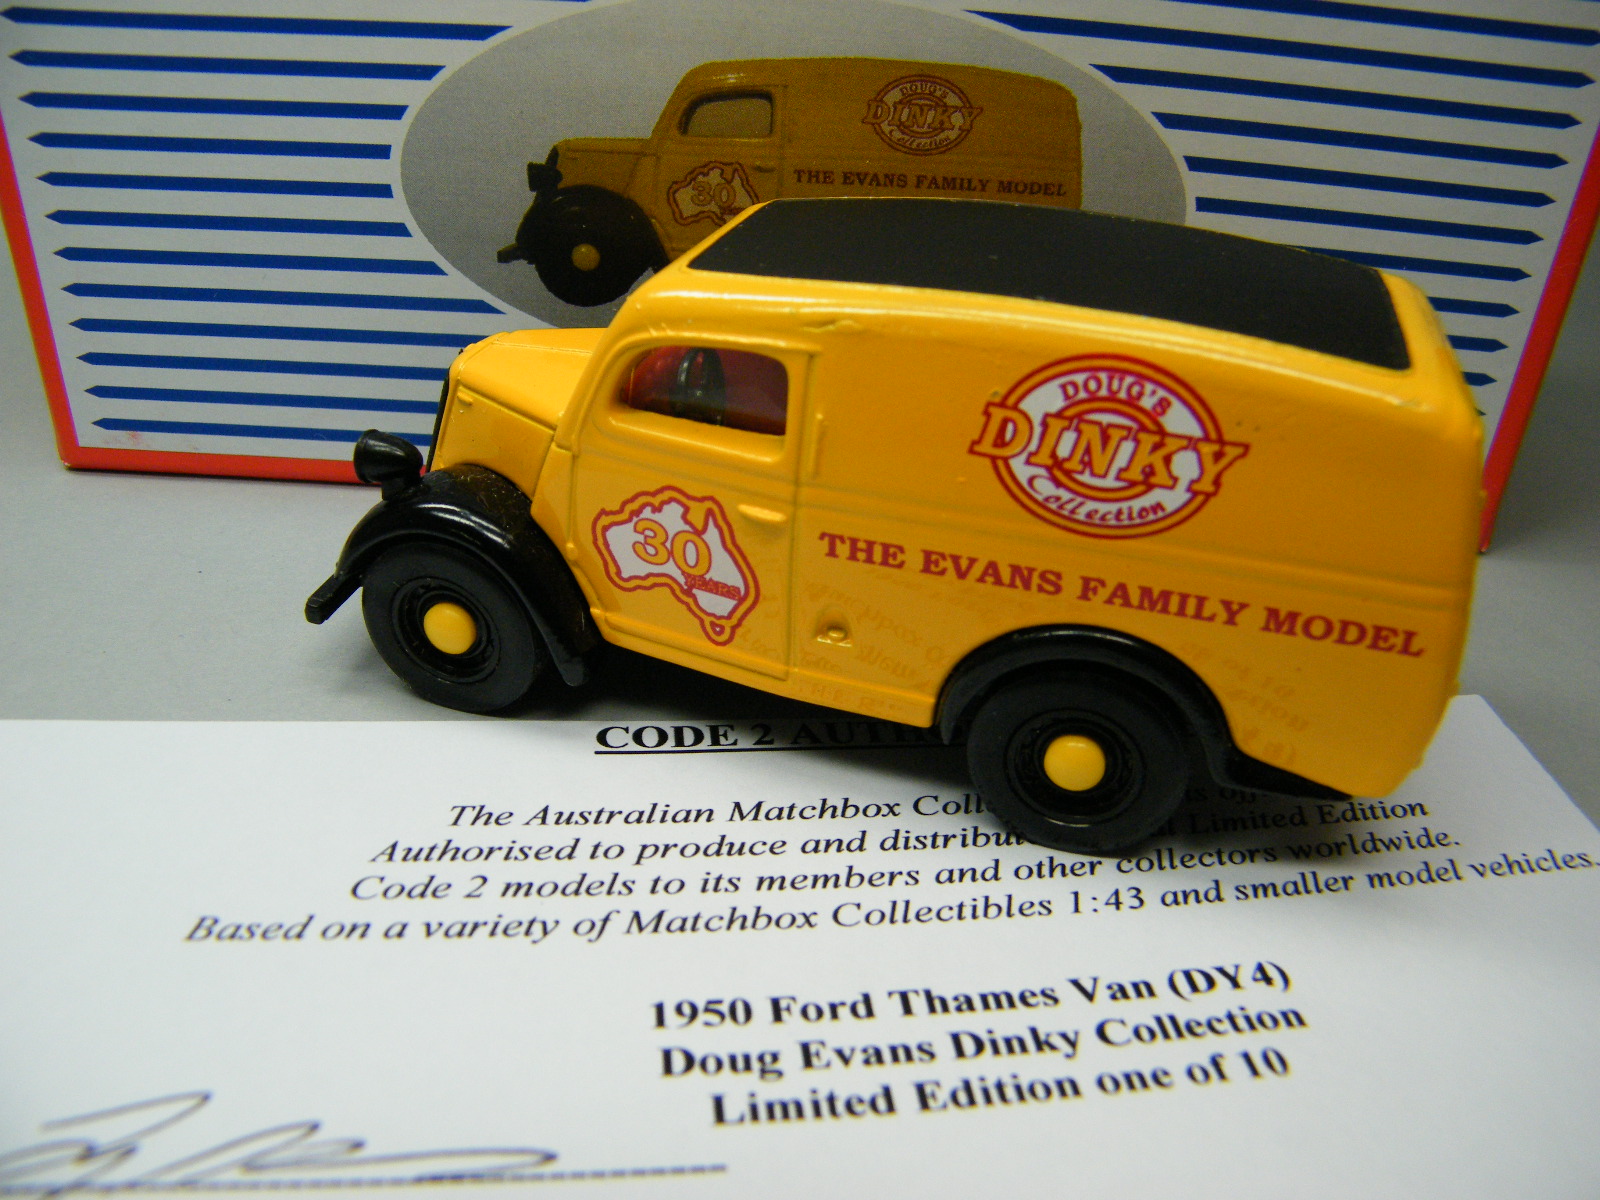 DOUG'S
DINKY
Collection
30
THE EVANS FAMILY MODEL
DOUG'S
DINKY
Collection
30
YEARS
THE EVANS FAMILY MODEL
CODE 2
The Australian Matchbox
Authorised to produce and Limited Edition
Code 2 models to its members and other collectors worldwide.
Based on a variety of Matchbox Collectibles 1:43 and smaller model vehicles.
1950 Ford Thames Van (DY4)
Doug Evans Dinky Collection
Limited Edition one of 10